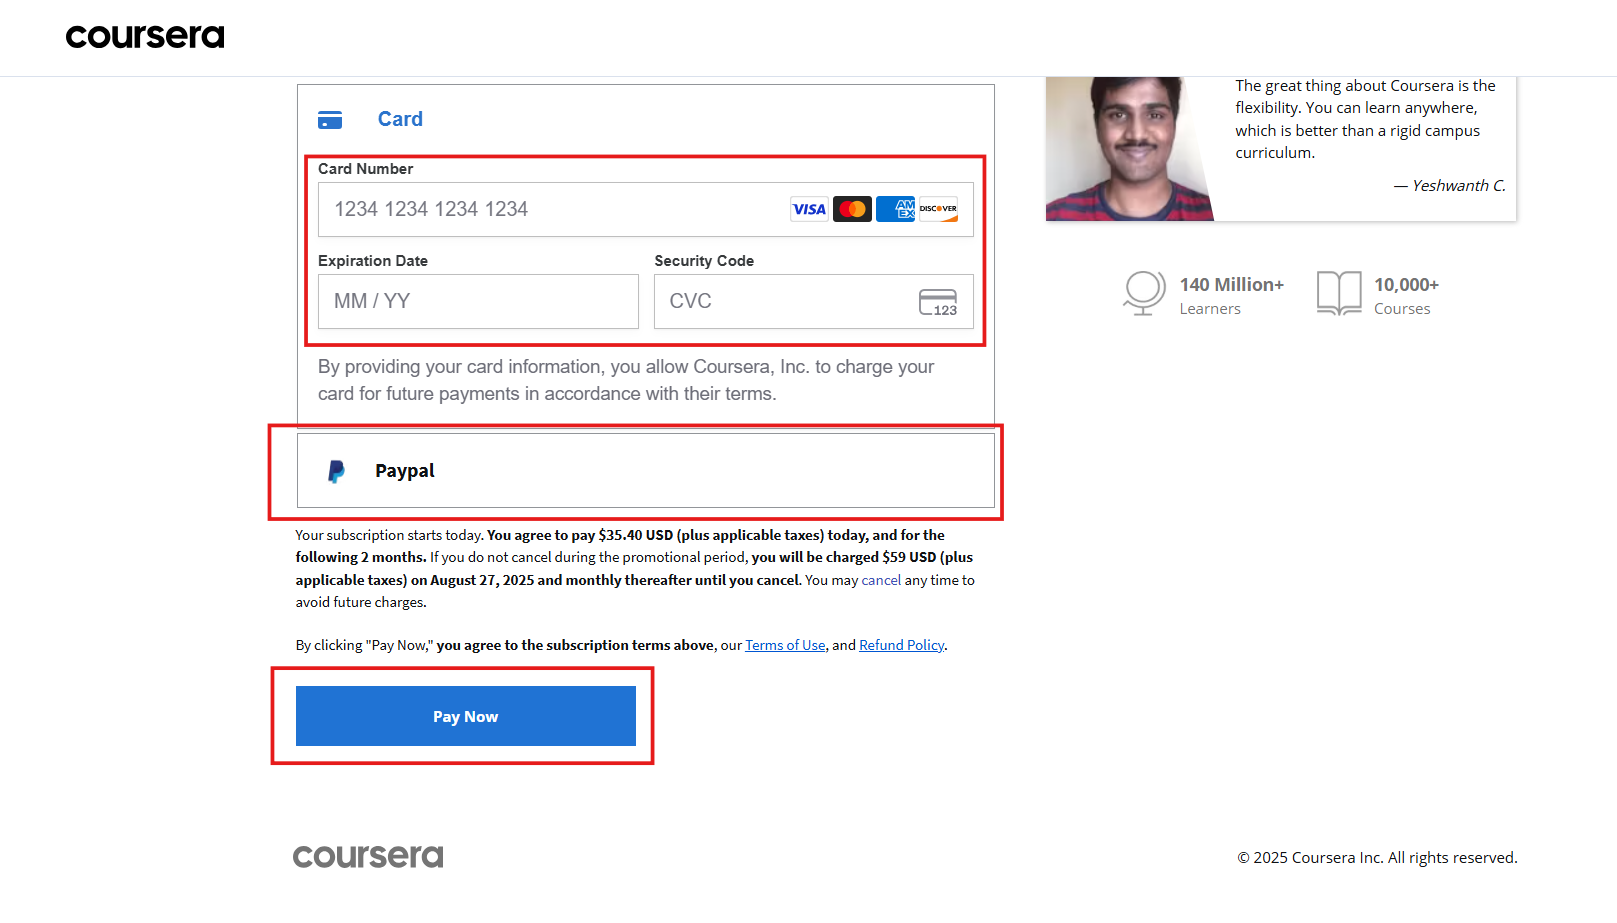 coursera
Card
Card Number
1234 1234 1234 1234
VISA
AM
EX
DISCOVER
Expiration Date
Security Code
MM / YY
CVC
123
By providing your card information, you allow Coursera, Inc. to charge your
card for future payments in accordance with their terms.
Paypal
Your subscription starts today. You agree to pay $35.40 USD (plus applicable taxes) today, and for the
following 2 months. If you do not cancel during the promotional period, you will be charged $59 USD (plus
applicable taxes) on August 27, 2025 and monthly thereafter until you cancel. You may cancel any time to
avoid future charges.
By clicking "Pay Now," you agree to the subscription terms above, our Terms of Use, and Refund Policy.
Pay Now
The great thing about Coursera is the
flexibility. You can learn anywhere,
which is better than a rigid campus
curriculum.
— Yeshwanth C.
140 Million+
Learners
10,000+
Courses
coursera
© 2025 Coursera Inc. All rights reserved.